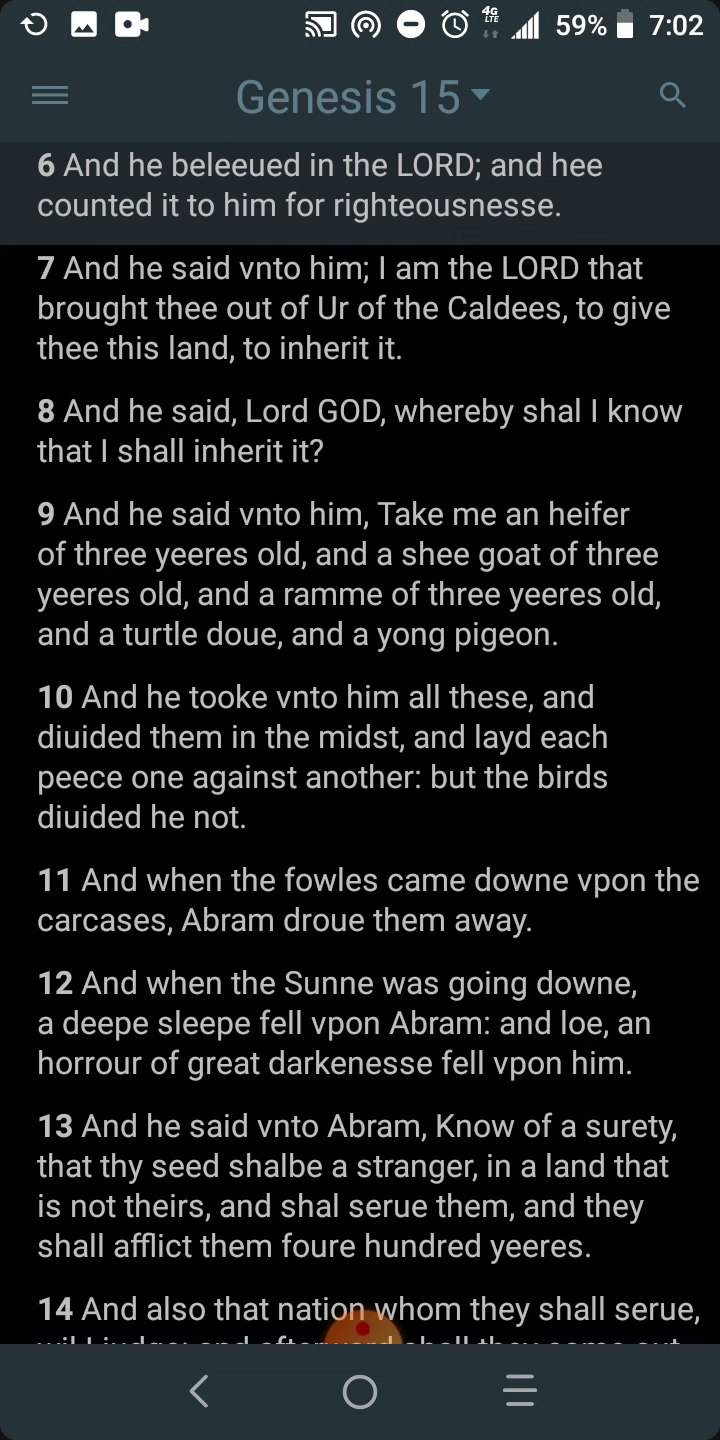 4G
LTE
59%
7:02
Genesis 15
6 And he beleeued in the LORD; and hee
counted it to him for righteousnesse.
7 And he said vnto him; I am the LORD that
brought thee out of Ur of the Caldees, to give
thee this land, to inherit it.
8 And he said, Lord GOD, whereby shal I know
that I shall inherit it?
9 And he said vnto him, Take me an heifer
of three yeeres old, and a shee goat of three
yeeres old, and a ramme of three yeeres old,
and a turtle doue, and a yong pigeon.
10 And he tooke vnto him all these, and
diuided them in the midst, and layd each
peece one against another: but the birds
diuided he not.
11 And when the fowles came downe vpon the
carcases, Abram droue them away.
12 And when the Sunne was going downe,
a deepe sleepe fell vpon Abram: and loe, an
horrour of great darkenesse fell vpon him.
13 And he said vnto Abram, Know of a surety,
that thy seed shalbe a stranger, in a land that
is not theirs, and shal serue them, and they
shall afflict them foure hundred yeeres.
14 And also that nation whom they shall serue,